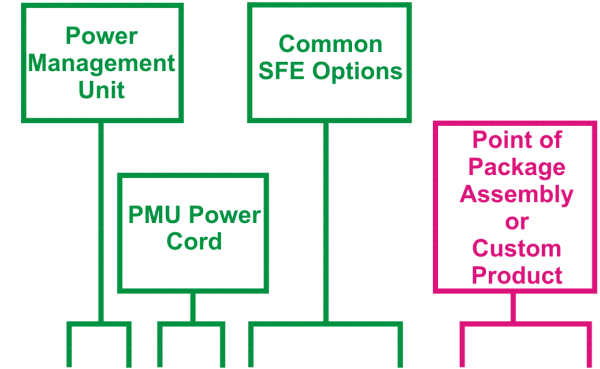 Power
Management
Unit
Common
SFE Options
PMU Power
Cord
Point of
Package
Assembly
or
Custom
Product